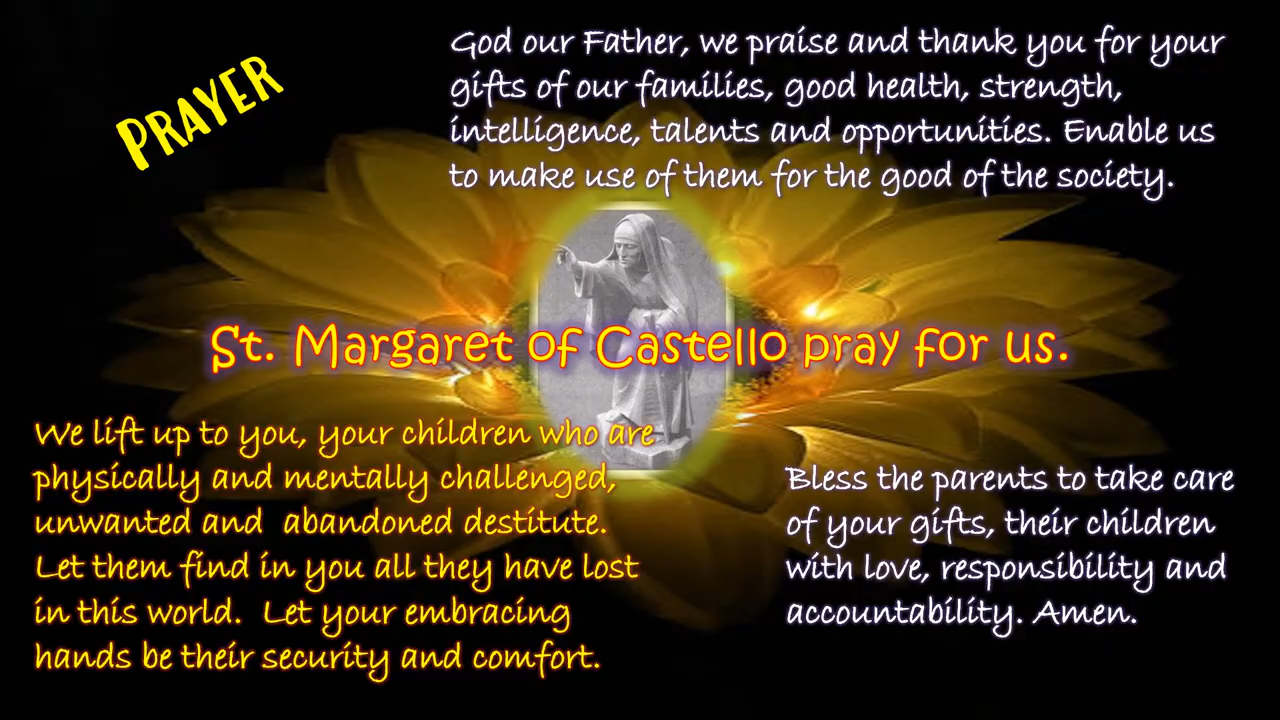 PRAYER
God our Father, we praise and thank you for your
gifts of our families, good health, strength,
intelligence, talents and opportunities. Enable us
to make use of them for the good of the society.
St. Margaret of Castello pray for us.
We lift up to you, your children who are
physically and mentally challenged,
unwanted and  abandoned destitute.
Let them find in you all they have lost
in this world.  Let your embracing
hands be their security and comfort.
Bless the parents to take care
of your gifts, their children
with love, responsibility and
accountability. Amen.